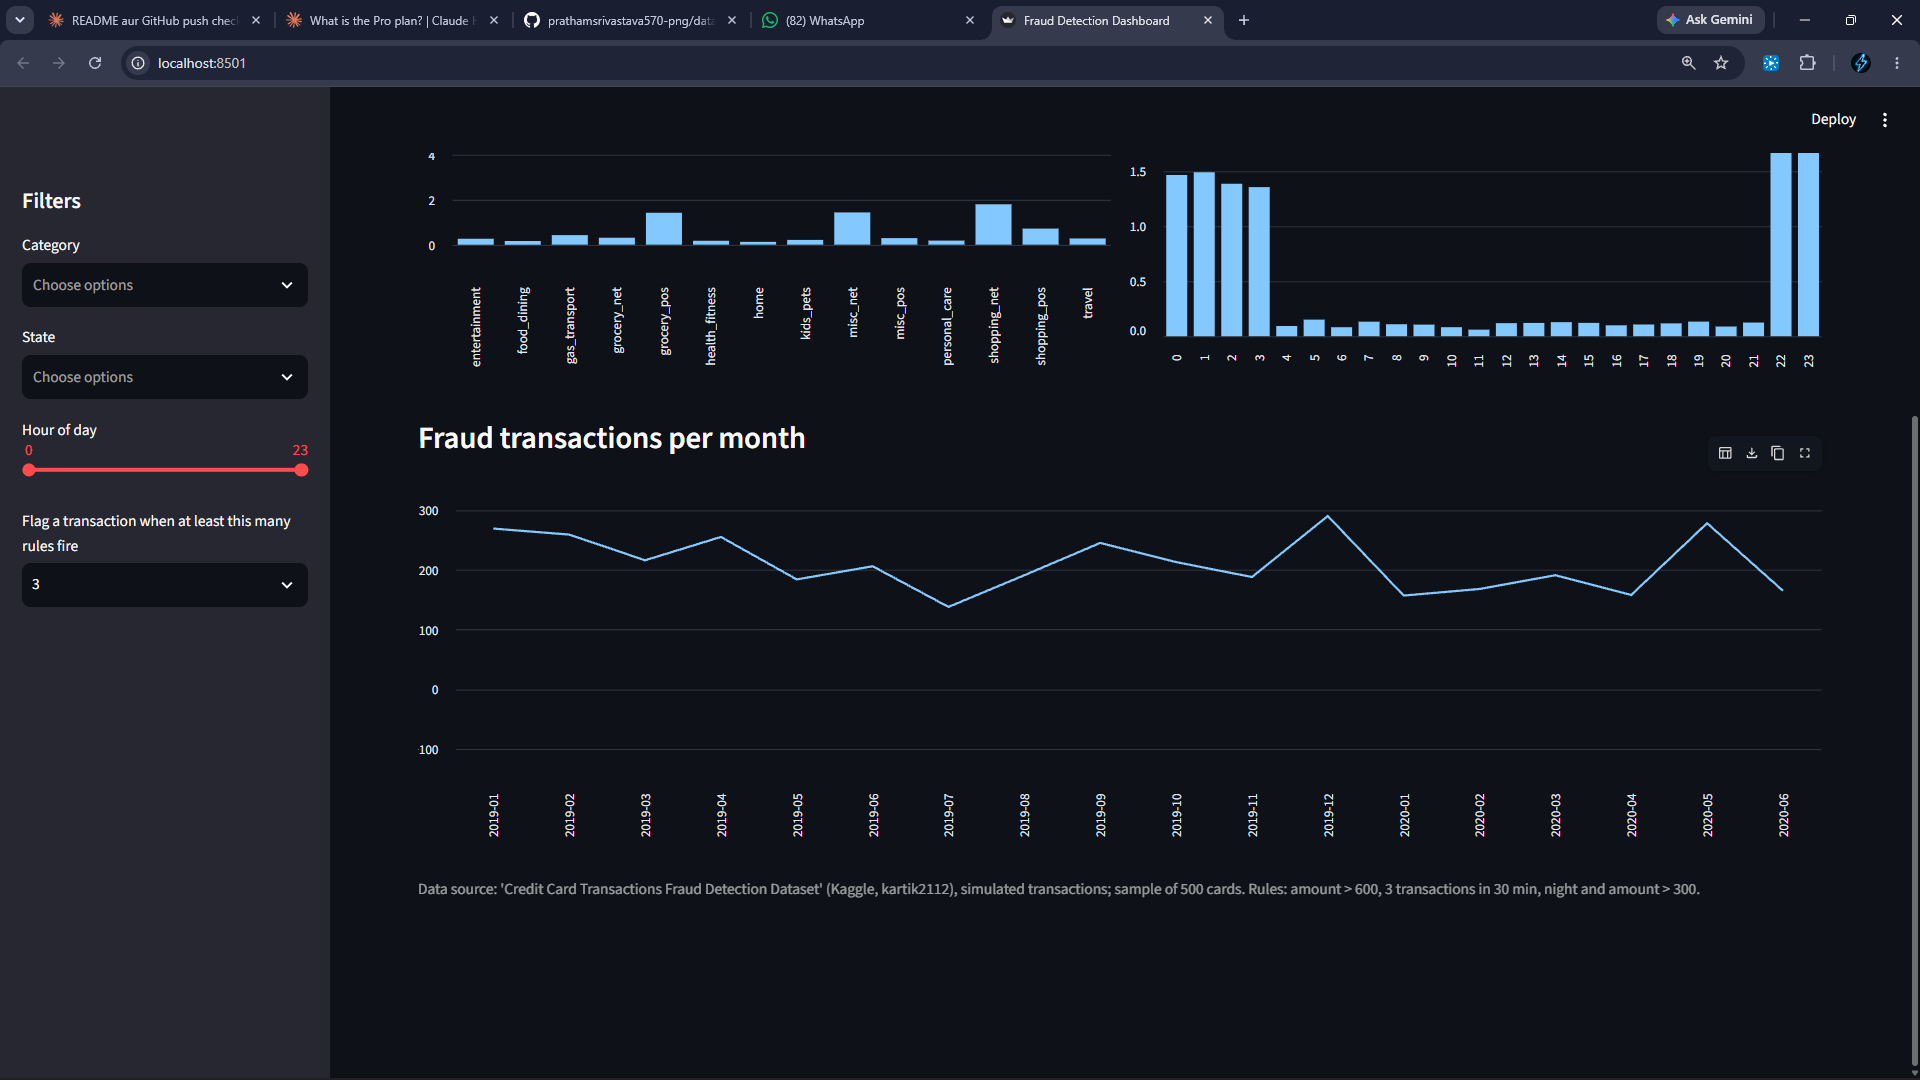 README aur GitHub push chec
What is the Pro plan? | Claude H
prathamsrivastava570-png/data
(82) WhatsApp
Fraud Detection Dashboard
Ask Gemini
localhost:8501
Deploy
Filters
Category
Choose options
State
Choose options
Hour of day
0
23
Flag a transaction when at least this many
rules fire
3
4
2
0
entertainment
food_dining
gas_transport
grocery_net
grocery_pos
health_fitness
home
kids_pets
misc_net
misc_pos
personal_care
shopping_net
shopping_pos
travel
1.5
1.0
0.5
0.0
0
1
2
3
4
5
6
7
8
9
10
11
12
13
14
15
16
17
18
19
20
21
22
23
Fraud transactions per month
300
200
100
0
-100
2019-01
2019-02
2019-03
2019-04
2019-05
2019-06
2019-07
2019-08
2019-09
2019-10
2019-11
2019-12
2020-01
2020-02
2020-03
2020-04
2020-05
2020-06
Data source: 'Credit Card Transactions Fraud Detection Dataset' (Kaggle, kartik2112), simulated transactions; sample of 500 cards. Rules: amount > 600, 3 transactions in 30 min, night and amount > 300.